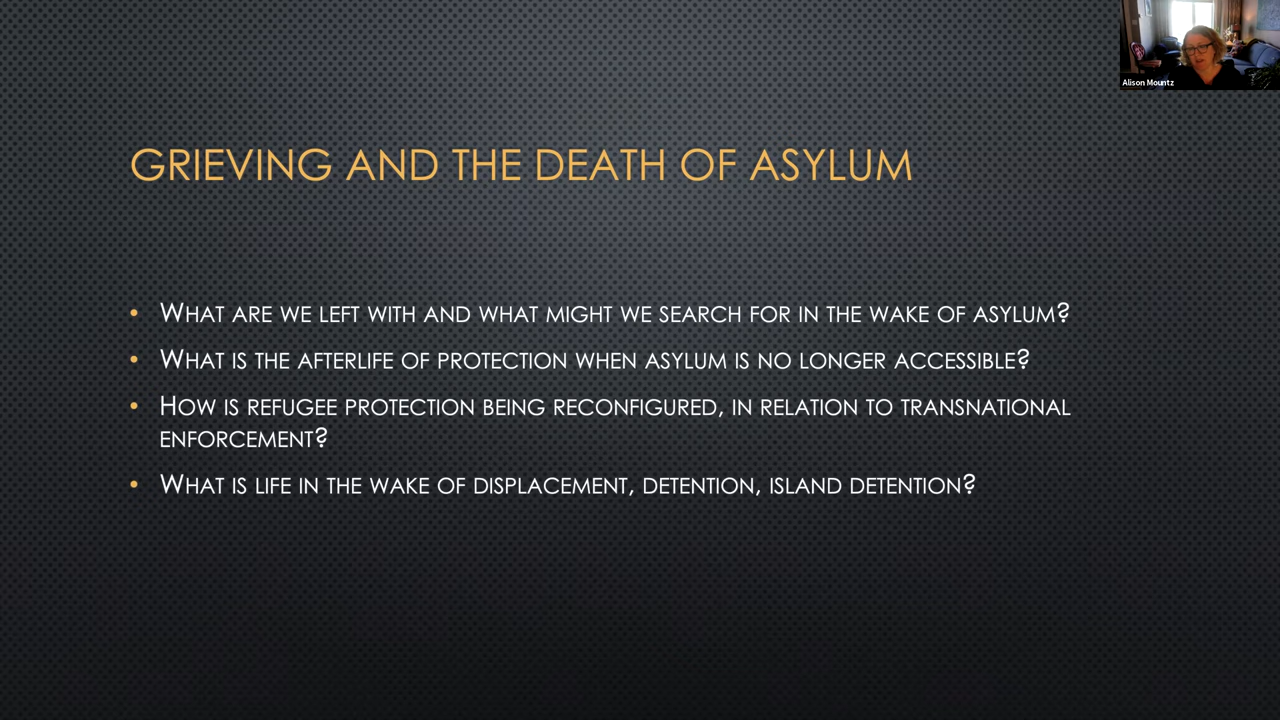 Alison Mountz
GRIEVING AND THE DEATH OF ASYLUM
• WHAT ARE WE LEFT WITH AND WHAT MIGHT WE SEARCH FOR IN THE WAKE OF ASYLUM?
• WHAT IS THE AFTERLIFE OF PROTECTION WHEN ASYLUM IS NO LONGER ACCESSIBLE?
• HOW IS REFUGEE PROTECTION BEING RECONFIGURED, IN RELATION TO TRANSNATIONAL
ENFORCEMENT?
• WHAT IS LIFE IN THE WAKE OF DISPLACEMENT, DETENTION, ISLAND DETENTION?